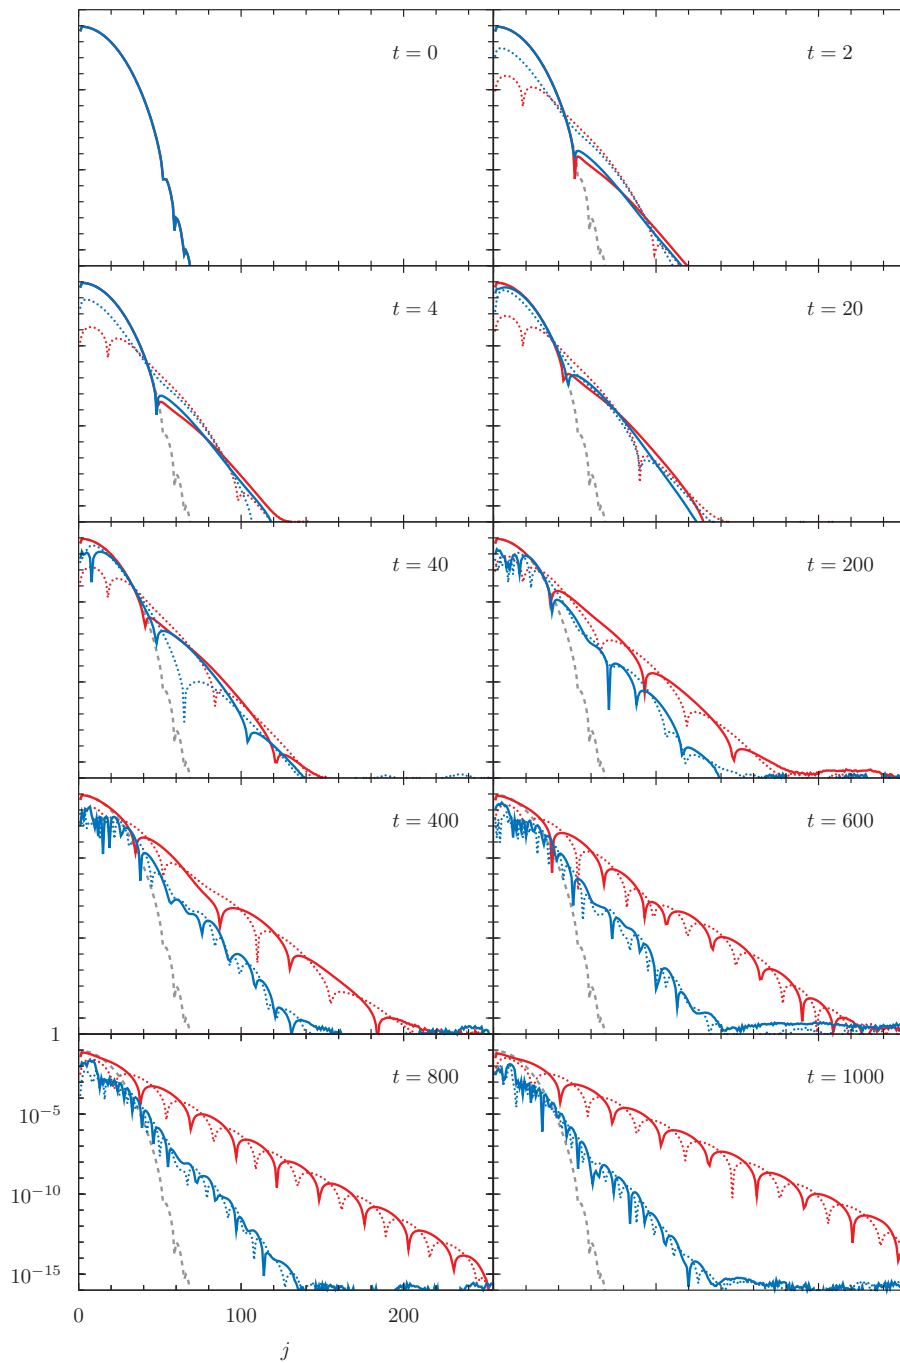 t = 0
t = 2
t = 4
t = 20
t = 40
t = 200
t = 400
t = 600
1
t = 800
t = 1000
10⁻⁵
10⁻¹⁰
10⁻¹⁵
0 100 200
j